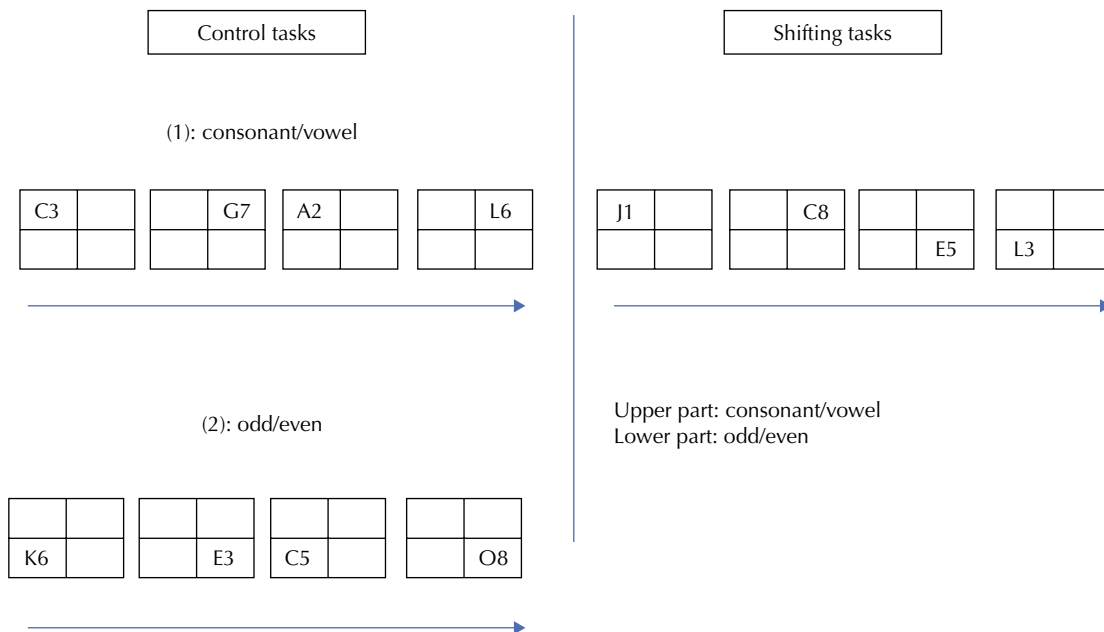 Control tasks
Shifting tasks
(1): consonant/vowel
C3
G7
A2
L6
J1
C8
E5
L3
(2): odd/even
Upper part: consonant/vowel
Lower part: odd/even
K6
E3
C5
O8